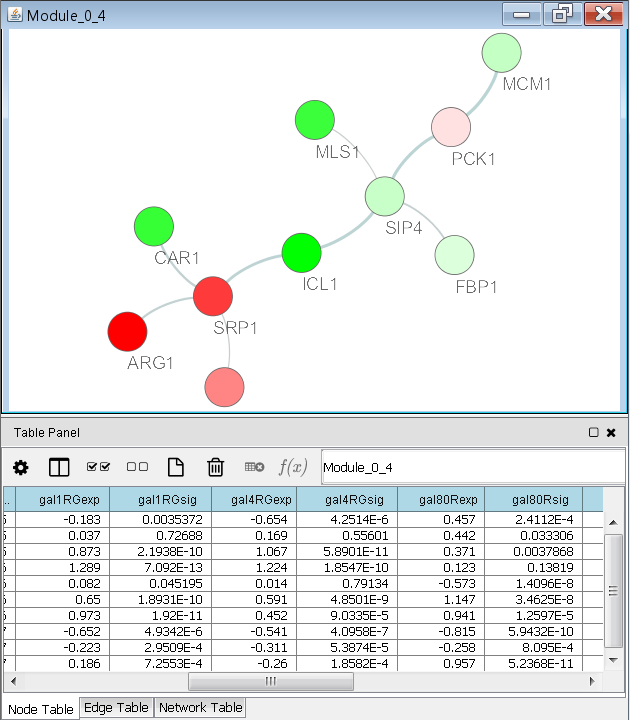 Module_0_4
MCM1
PCK1
MLS1
SIP4
FBP1
CAR1
ICL1
SRP1
ARG1
Table Panel
f(x)
Module_0_4
.. gal1RGexp gal1RGsig gal4RGexp gal4RGsig gal80Rexp gal80Rsig
-0.183 0.0035372 -0.654 4.2514E-6 0.457 2.4112E-4
0.037 0.72688 0.169 0.55601 0.442 0.033306
0.873 2.1938E-10 1.067 5.8901E-11 0.371 0.0037868
1.289 7.092E-13 1.224 1.8547E-10 0.123 0.13819
0.082 0.045195 0.014 0.79134 -0.573 1.4096E-8
0.65 1.8931E-10 0.591 4.8501E-9 1.147 3.4625E-8
0.973 1.92E-11 0.452 9.0335E-5 0.941 1.2597E-5
-0.652 4.9342E-6 -0.541 4.0958E-7 -0.815 5.9432E-10
-0.223 2.9509E-4 -0.311 5.3874E-5 -0.258 8.095E-4
0.186 7.2553E-4 -0.26 1.8582E-4 0.957 5.2368E-11
Node Table Edge Table Network Table